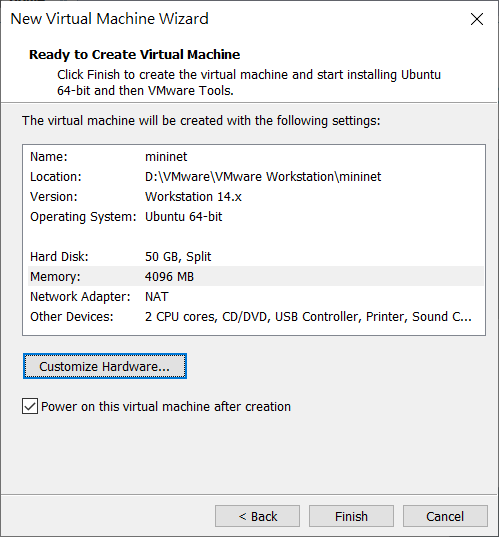 New Virtual Machine Wizard
Ready to Create Virtual Machine
Click Finish to create the virtual machine and start installing Ubuntu
64-bit and then VMware Tools.
The virtual machine will be created with the following settings:
Name: mininet
Location: D:\VMware\VMware Workstation\mininet
Version: Workstation 14.x
Operating System: Ubuntu 64-bit
Hard Disk: 50 GB, Split
Memory: 4096 MB
Network Adapter: NAT
Other Devices: 2 CPU cores, CD/DVD, USB Controller, Printer, Sound C...
Customize Hardware...
Power on this virtual machine after creation
< Back Finish Cancel